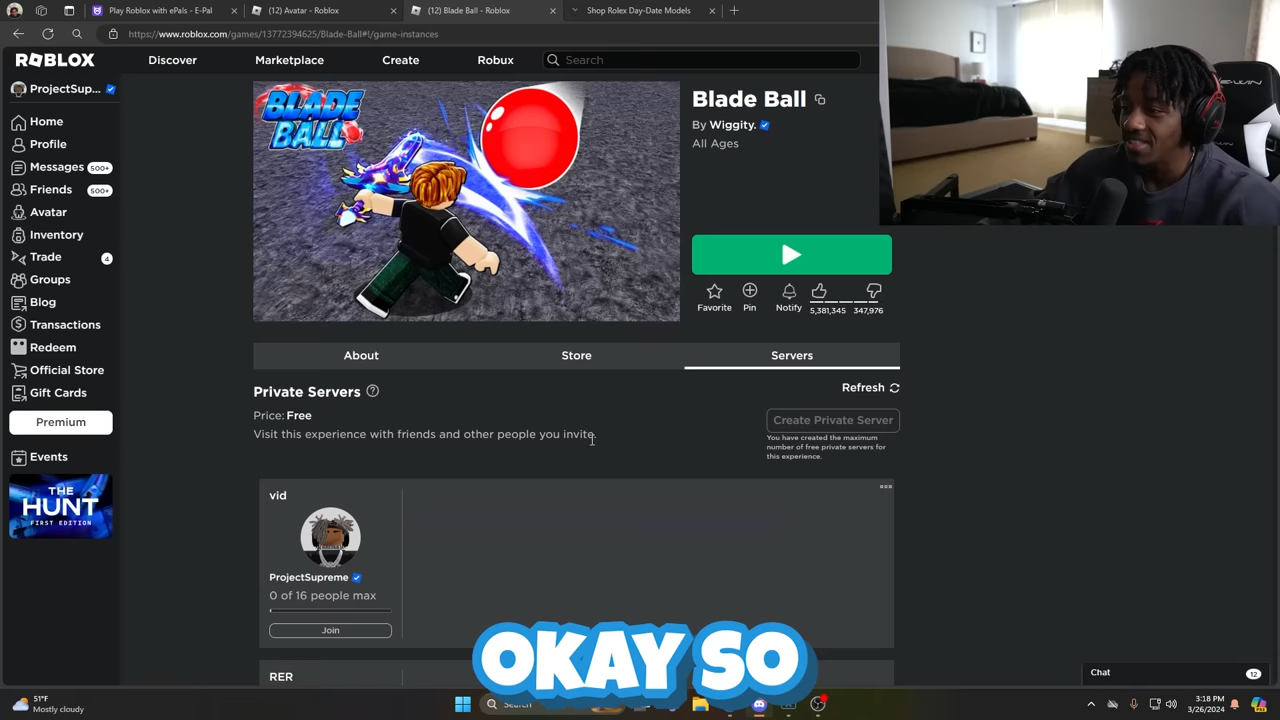 Play Roblox with ePals - E-Pal
(12) Avatar - Roblox
(12) Blade Ball - Roblox
Shop Rolex Day-Date Models
https://www.roblox.com/games/13772394625/Blade-Ball#!/game-instances
ROBLOX
Discover
Marketplace
Create
Robux
Search
ProjectSup...
Home
Profile
Messages 500+
Friends 500+
Avatar
Inventory
Trade 4
Groups
Blog
Transactions
Redeem
Official Store
Gift Cards
Premium
Events
THE
HUNT
FIRST EDITION
BLADE
BALL
Blade Ball
By Wiggity.
All Ages
Favorite
Pin
Notify
5,381,345
347,976
About
Store
Servers
Private Servers
Refresh
Price: Free
Visit this experience with friends and other people you invite.
Create Private Server
You have created the maximum
number of free private servers for
this experience.
vid
ProjectSupreme
0 of 16 people max
Join
RER
OKAY SO
Chat
12
51°F
Mostly cloudy
Search
3:18 PM
3/26/2024